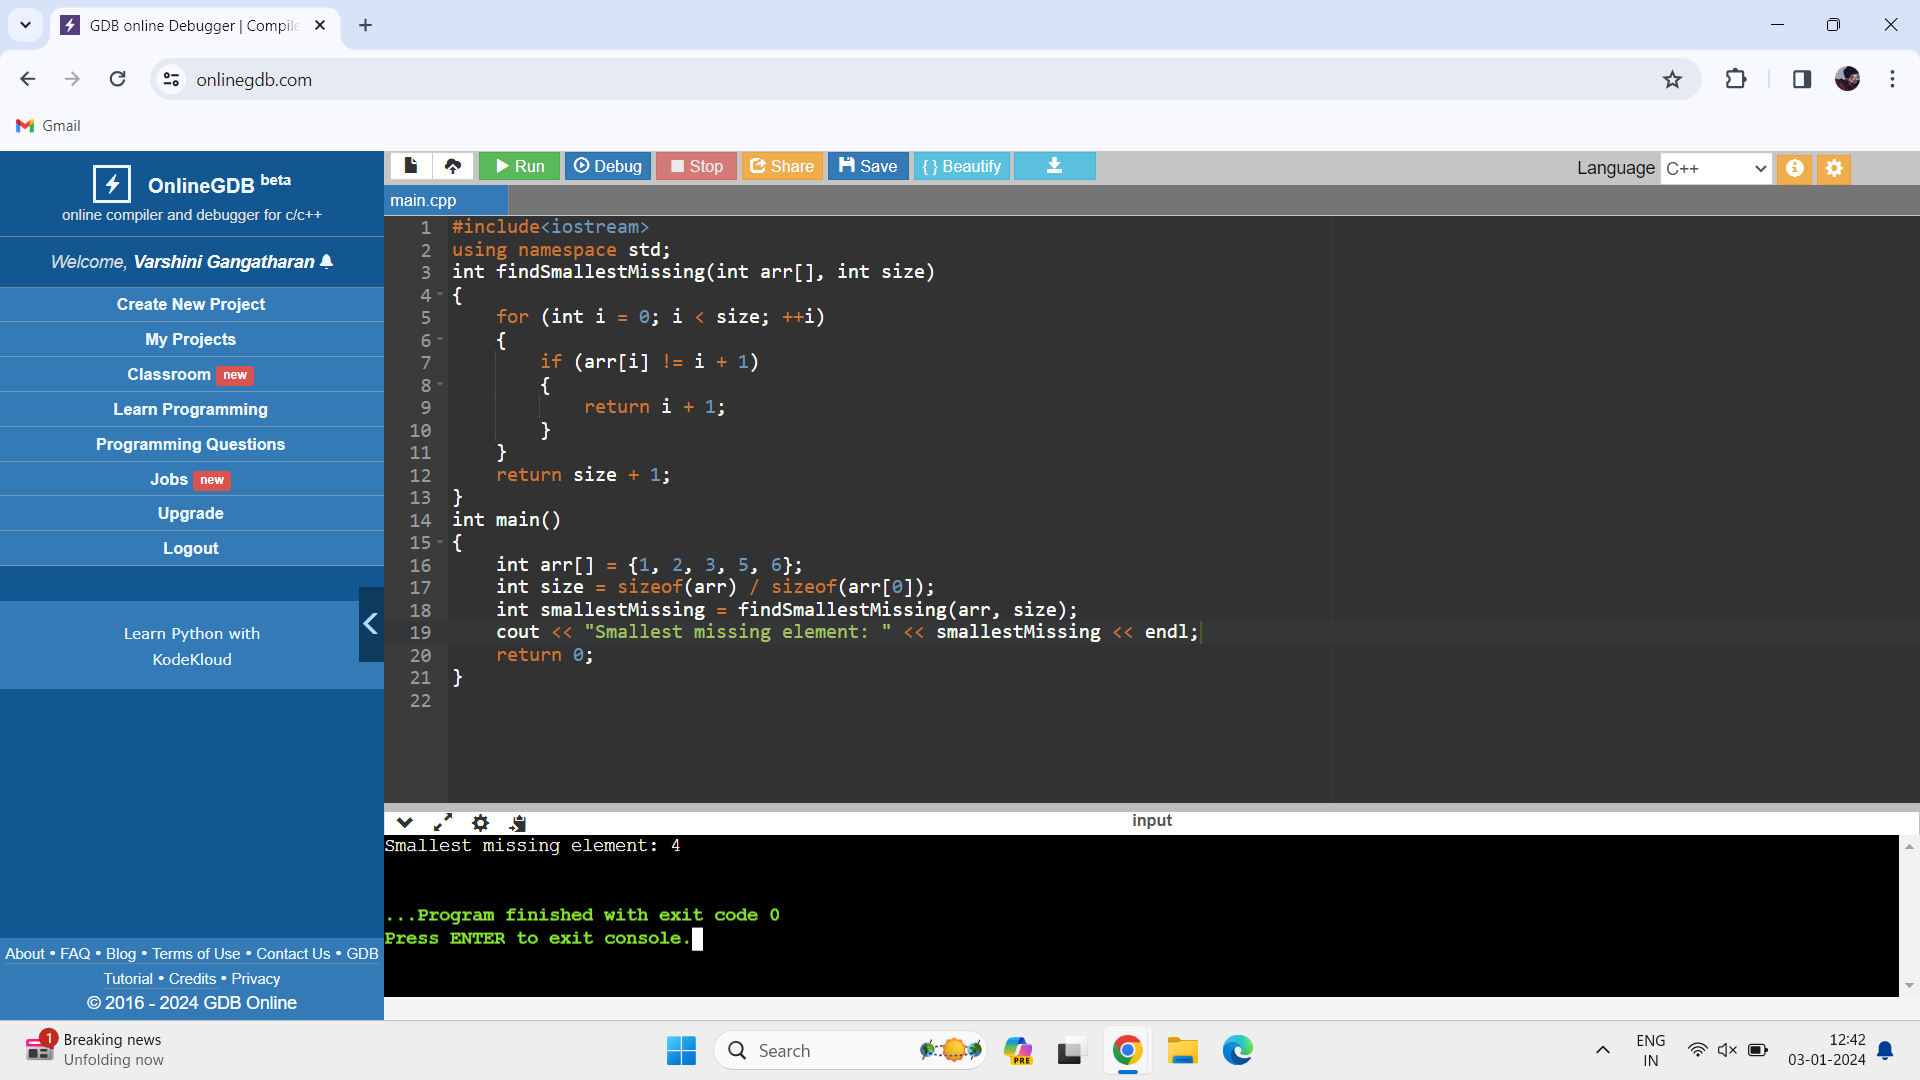 GDB online Debugger | Compile
onlinegdb.com
Gmail
OnlineGDB beta
online compiler and debugger for c/c++
Welcome, Varshini Gangatharan
Create New Project
My Projects
Classroom new
Learn Programming
Programming Questions
Jobs new
Upgrade
Logout
Learn Python with
KodeKloud
About • FAQ • Blog • Terms of Use • Contact Us • GDB
Tutorial • Credits • Privacy
© 2016 - 2024 GDB Online
Run Debug Stop Share Save { } Beautify
Language C++
main.cpp
1 #include<iostream>
2 using namespace std;
3 int findSmallestMissing(int arr[], int size)
4 {
5     for (int i = 0; i < size; ++i)
6     {
7         if (arr[i] != i + 1)
8         {
9             return i + 1;
10         }
11     }
12     return size + 1;
13 }
14 int main()
15 {
16     int arr[] = {1, 2, 3, 5, 6};
17     int size = sizeof(arr) / sizeof(arr[0]);
18     int smallestMissing = findSmallestMissing(arr, size);
19     cout << "Smallest missing element: " << smallestMissing << endl;
20     return 0;
21 }
22
input
Smallest missing element: 4
...Program finished with exit code 0
Press ENTER to exit console.
1
Breaking news
Unfolding now
Search
PRE
ENG
IN
12:42
03-01-2024